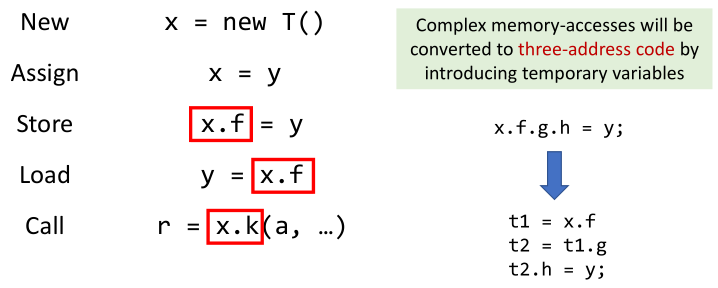 New x = new T()
Assign x = y
Store x.f = y
Load y = x.f
Call r = x.k(a, …)
Complex memory-accesses will be
converted to three-address code by
introducing temporary variables
x.f.g.h = y;
t1 = x.f
t2 = t1.g
t2.h = y;